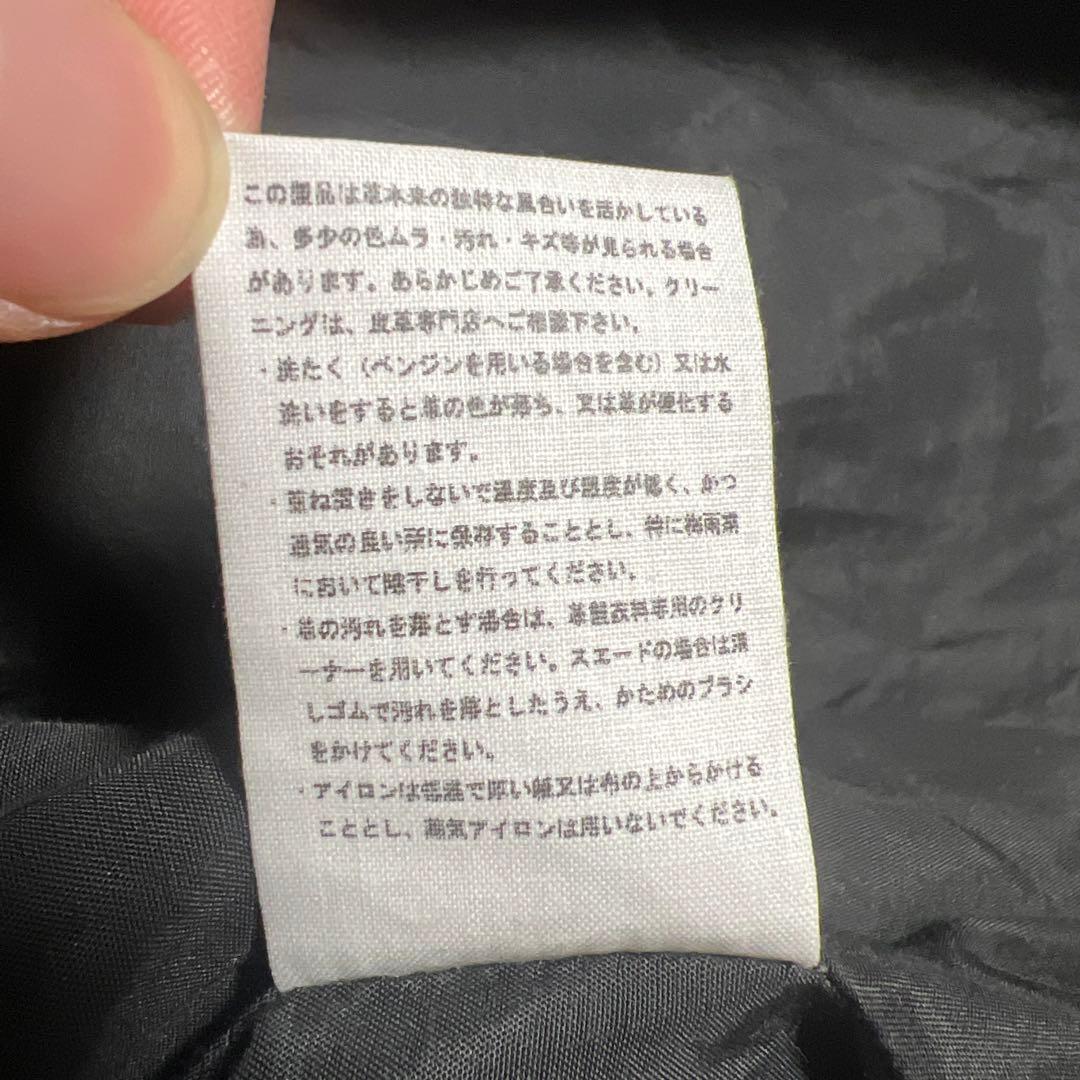 この製品は革本来の独特な風合いを活かしている
為、多少の色ムラ・汚れ・キズ等が見られる場合
があります。あらかじめご了承ください。クリー
ニングは、皮革専門店へご相談下さい。
・洗たく（ベンジンを用いる場合を含む）又は水
洗いをすると革の色が落ち、又は革が硬化する
おそれがあります。
・重ね置きをしないで温度及び湿度が低く、かつ
通気の良い所に保存することとし、特に梅雨期
において陰干しを行ってください。
・革の汚れを落とす場合は、革製衣料専用のクリ
ーナーを用いてください。スエードの場合は消
しゴムで汚れを落としたうえ、かためのブラシ
をかけてください。
・アイロンは低温で厚い紙又は布の上からかける
こととし、蒸気アイロンは用いないでください。